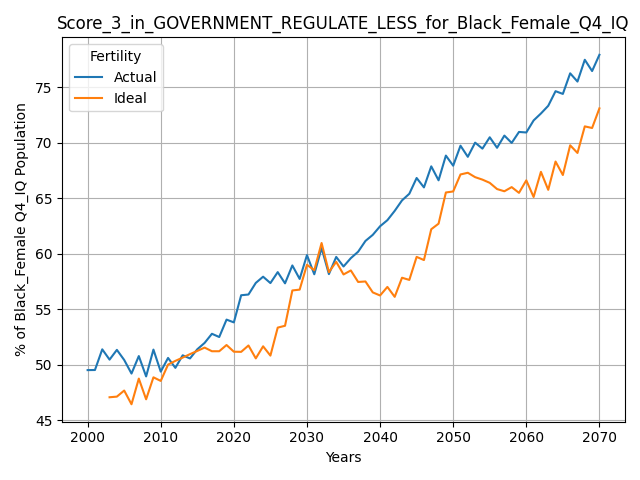 Score_3_in_GOVERNMENT_REGULATE_LESS_for_Black_Female_Q4_IQ
Fertility
Actual
Ideal
% of Black_Female Q4_IQ Population
75
70
65
60
55
50
45
2000
2010
2020
2030
2040
2050
2060
2070
Years